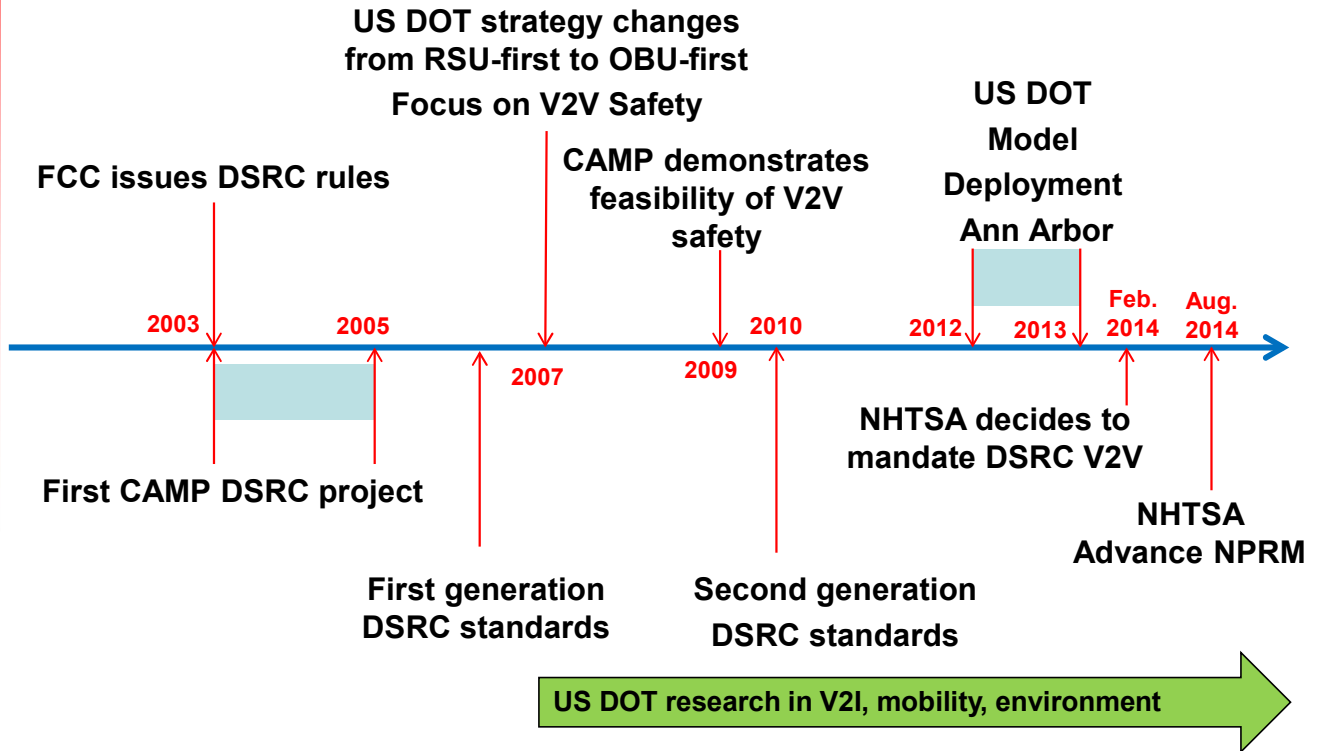 US DOT strategy changes
from RSU-first to OBU-first
Focus on V2V Safety
US DOT
Model
Deployment
Ann Arbor
CAMP demonstrates
feasibility of V2V
safety
FCC issues DSRC rules
2003
2005
2007
2009
2010
2012
2013
Feb.
2014
Aug.
2014
First CAMP DSRC project
NHTSA decides to
mandate DSRC V2V
NHTSA
Advance NPRM
First generation
DSRC standards
Second generation
DSRC standards
US DOT research in V2I, mobility, environment